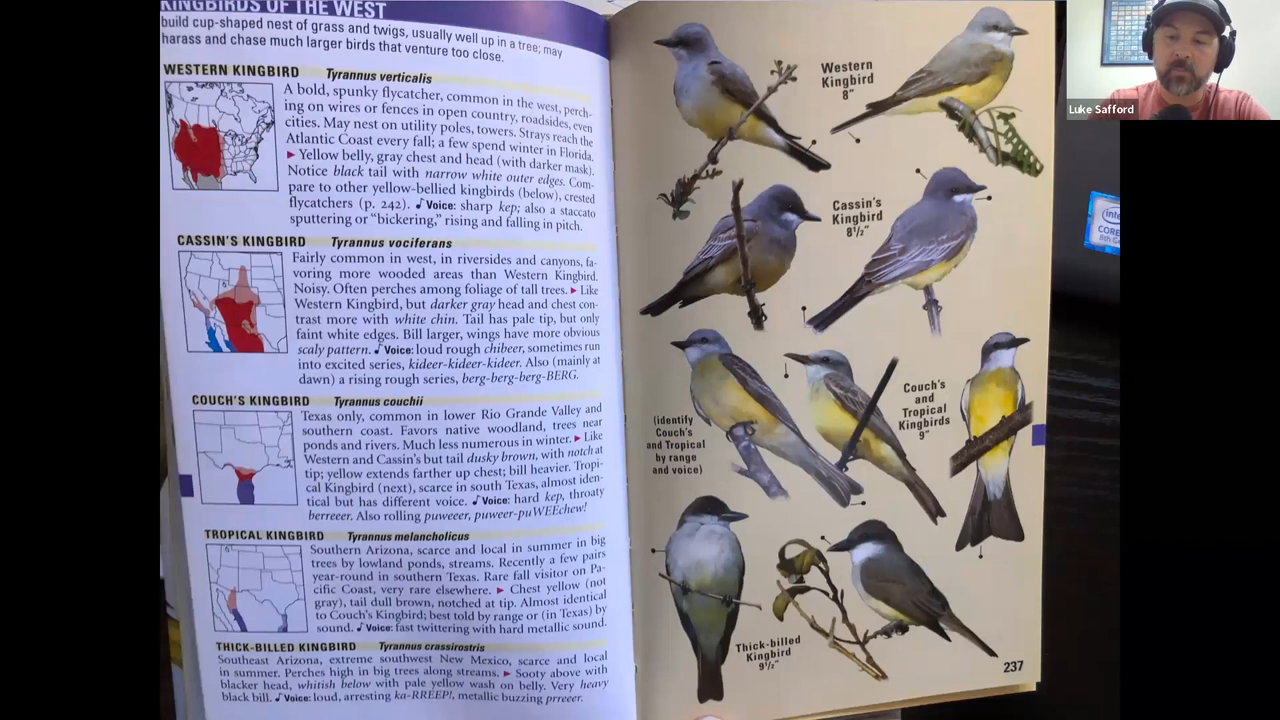 KINGBIRDS OF THE WEST
build cup-shaped nest of grass and twigs, usually well up in a tree; may
harass and chase much larger birds that venture too close.
WESTERN KINGBIRD Tyrannus verticalis
A bold, spunky flycatcher, common in the west, perch-
ing on wires or fences in open country, roadsides, even
cities. May nest on utility poles, towers. Strays reach the
Atlantic Coast every fall; a few spend winter in Florida.
▶ Yellow belly, gray chest and head (with darker mask).
Notice black tail with narrow white outer edges. Com-
pare to other yellow-bellied kingbirds (below), crested
flycatchers (p. 242). ♪ Voice: sharp kep; also a staccato
sputtering or “bickering,” rising and falling in pitch.
CASSIN'S KINGBIRD Tyrannus vociferans
Fairly common in west, in riversides and canyons, fa-
voring more wooded areas than Western Kingbird.
Noisy. Often perches among foliage of tall trees. ▶ Like
Western Kingbird, but darker gray head and chest con-
trast more with white chin. Tail has pale tip, but only
faint white edges. Bill larger, wings have more obvious
scaly pattern. ♪ Voice: loud rough chibeer, sometimes run
into excited series, kideer-kideer-kideer. Also (mainly at
dawn) a rising rough series, berg-berg-berg-BERG.
COUCH'S KINGBIRD Tyrannus couchii
Texas only, common in lower Rio Grande Valley and
southern coast. Favors native woodland, trees near
ponds and rivers. Much less numerous in winter. ▶ Like
Western and Cassin's but tail dusky brown, with notch at
tip; yellow extends farther up chest; bill heavier. Tropi-
cal Kingbird (next), scarce in south Texas, almost iden-
tical but has different voice. ♪ Voice: hard kep, throaty
berreeer. Also rolling puweeer, puweer-puWEEchew!
TROPICAL KINGBIRD Tyrannus melancholicus
Southern Arizona, scarce and local in summer in big
trees by lowland ponds, streams. Recently a few pairs
year-round in southern Texas. Rare fall visitor on Pa-
cific Coast, very rare elsewhere. ▶ Chest yellow (not
gray), tail dull brown, notched at tip. Almost identical
to Couch's Kingbird; best told by range or (in Texas) by
sound. ♪ Voice: fast twittering with hard metallic sound.
THICK-BILLED KINGBIRD Tyrannus crassirostris
Southeast Arizona, extreme southwest New Mexico, scarce and local
in summer. Perches high in big trees along streams. ▶ Sooty above with
blacker head, whitish below with pale yellow wash on belly. Very heavy
black bill. ♪ Voice: loud, arresting ka-RREEP!, metallic buzzing prreeer.
Western
Kingbird
8″
Cassin's
Kingbird
8½″
(identify
Couch's
and Tropical
by range
and voice)
Couch's
and
Tropical
Kingbirds
9″
Thick-billed
Kingbird
9½″
237
Luke Safford
CORE